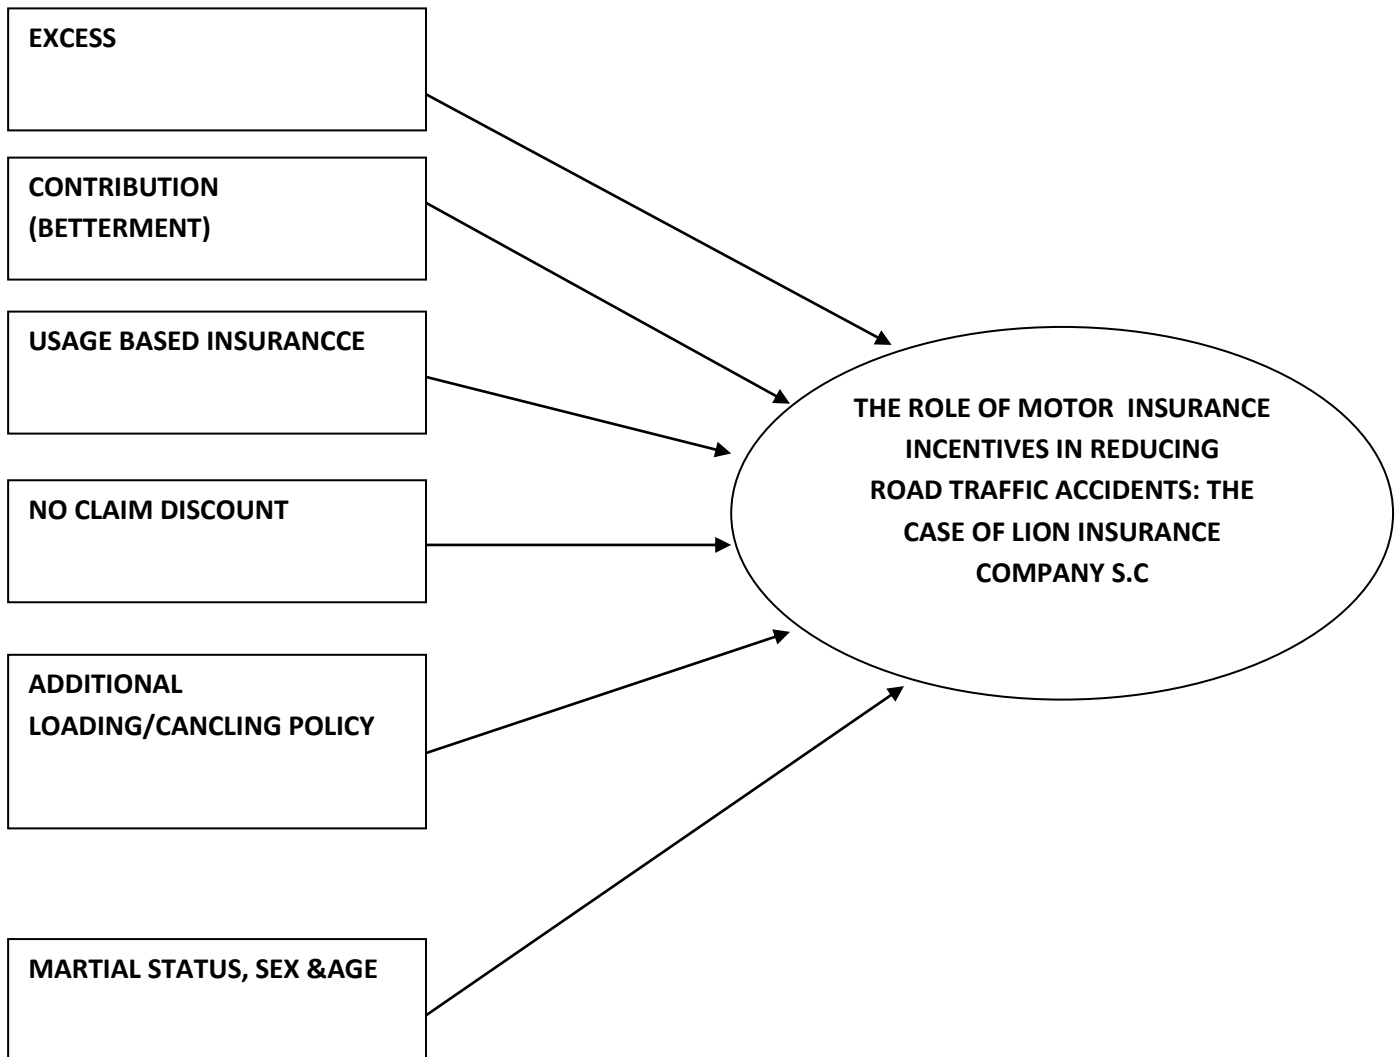 EXCESS
CONTRIBUTION
(BETTERMENT)
USAGE BASED INSURANCCE
NO CLAIM DISCOUNT
ADDITIONAL
LOADING/CANCLING POLICY
MARTIAL STATUS, SEX &AGE
THE ROLE OF MOTOR  INSURANCE
INCENTIVES IN REDUCING
ROAD TRAFFIC ACCIDENTS: THE
CASE OF LION INSURANCE
COMPANY S.C